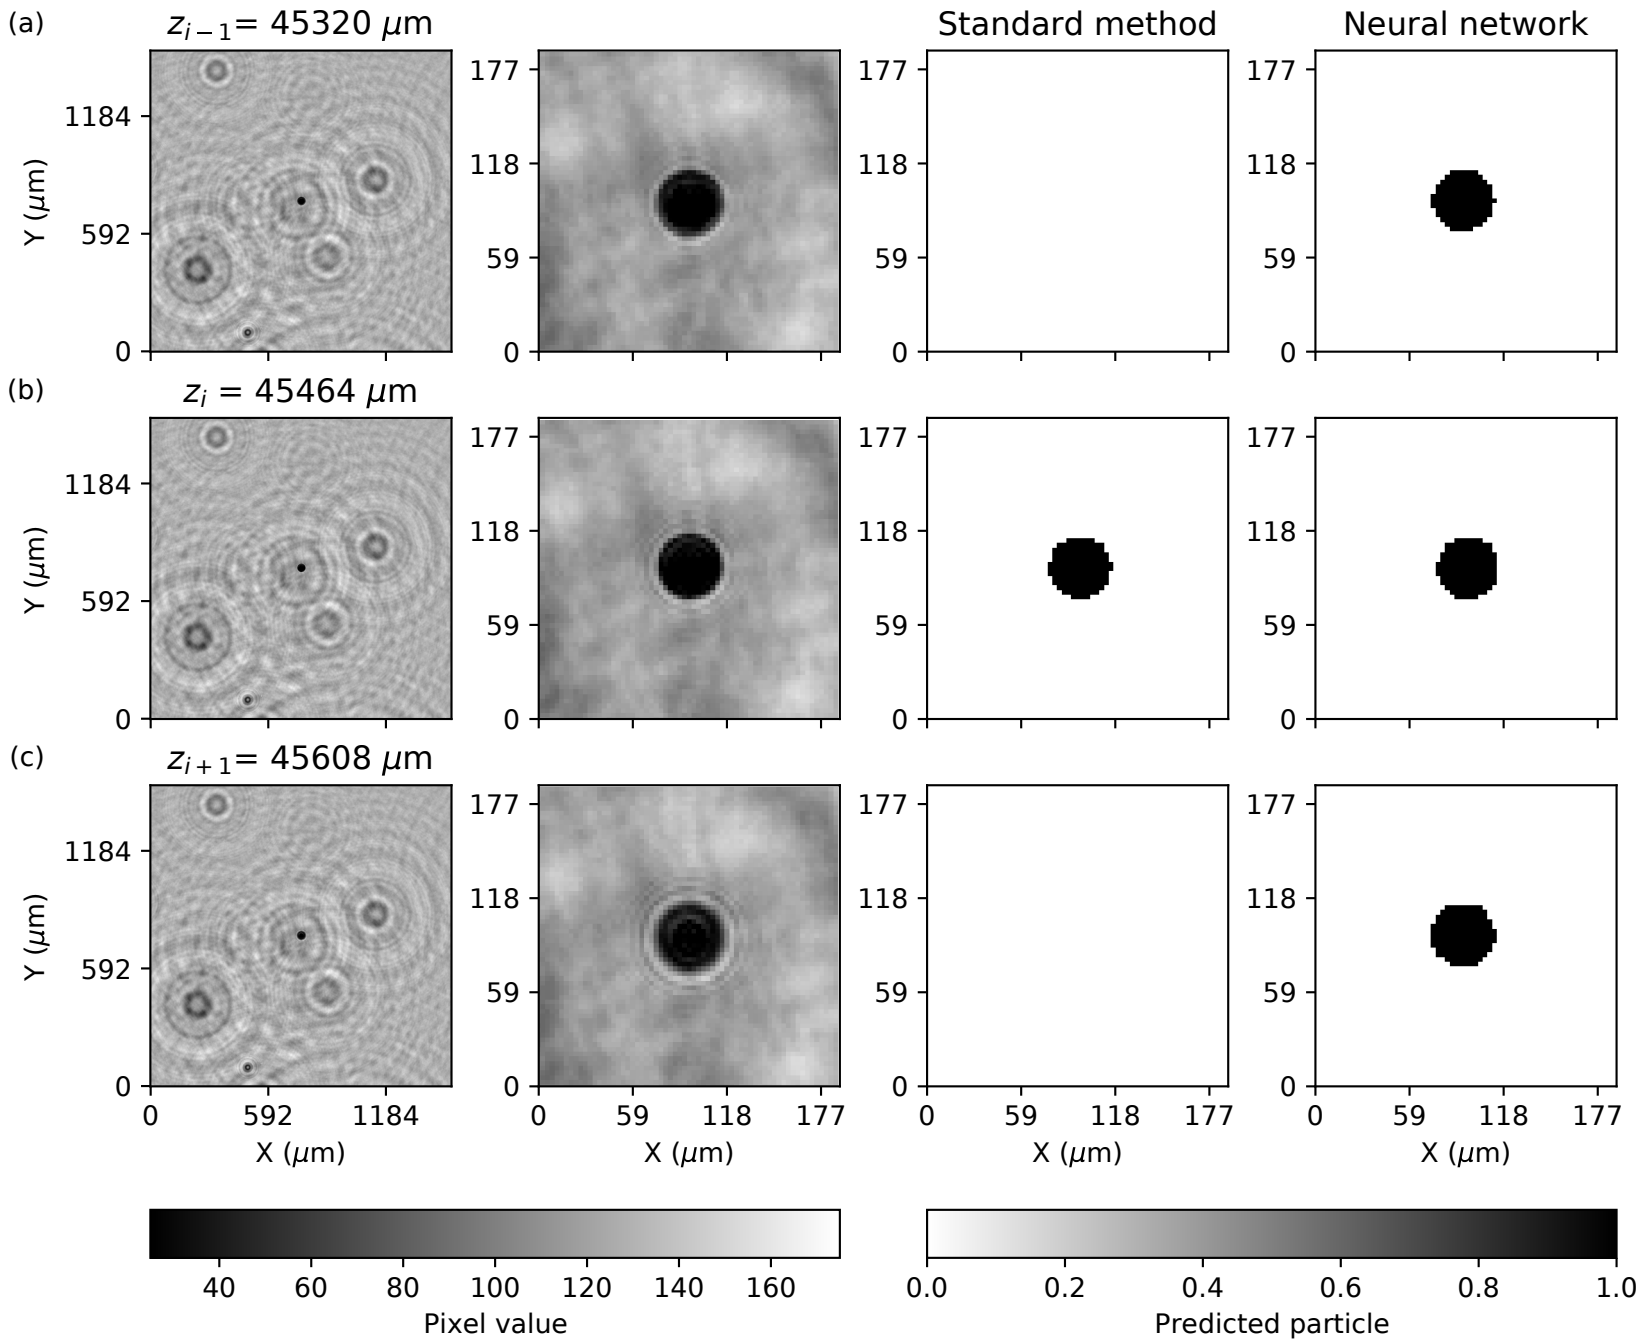 (a)
z_{i−1}= 45320 μm
Standard method
Neural network
Y (μm)
1184
592
0
177
118
59
0
177
118
59
0
177
118
59
0
(b)
z_i = 45464 μm
Y (μm)
1184
592
0
177
118
59
0
177
118
59
0
177
118
59
0
(c)
z_{i+1}= 45608 μm
Y (μm)
1184
592
0
177
118
59
0
177
118
59
0
177
118
59
0
0 592 1184
0 59 118 177
0 59 118 177
0 59 118 177
X (μm)
X (μm)
X (μm)
X (μm)
40 60 80 100 120 140 160
Pixel value
0.0 0.2 0.4 0.6 0.8 1.0
Predicted particle